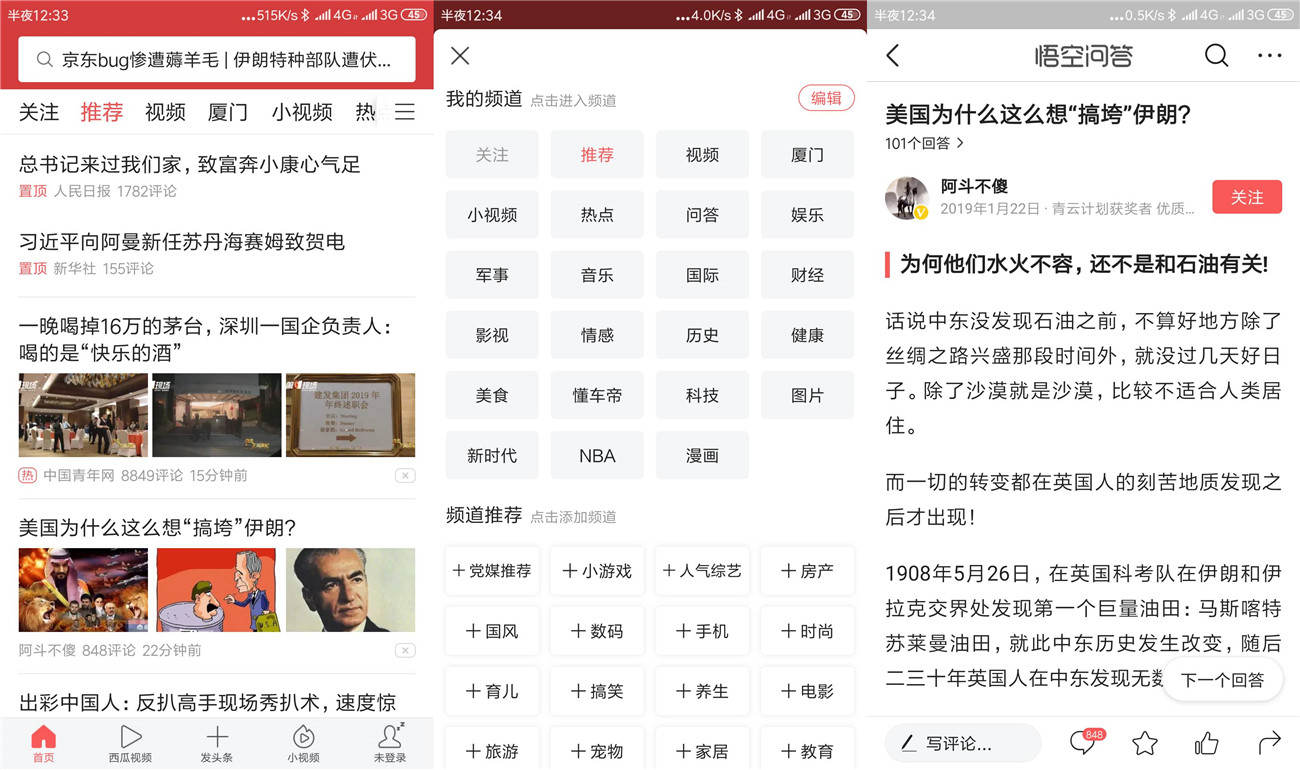 半夜12:33
...515K/s 4G 3G 45
京东bug惨遭薅羊毛 | 伊朗特种部队遭伏...
关注 推荐 视频 厦门 小视频 热
总书记来过我们家，致富奔小康心气足
置顶 人民日报 1782评论
习近平向阿曼新任苏丹海赛姆致贺电
置顶 新华社 155评论
一晚喝掉16万的茅台，深圳一国企负责人：
喝的是“快乐的酒”
建发集团 2019 年
年终述职会
热 中国青年网 8849评论 15分钟前
美国为什么这么想“搞垮”伊朗？
阿斗不傻 848评论 22分钟前
出彩中国人：反扒高手现场秀扒术，速度惊
首页 西瓜视频 发头条 小视频 未登录
半夜12:34
...4.0K/s 4G 3G 45
我的频道 点击进入频道 编辑
关注 推荐 视频 厦门
小视频 热点 问答 娱乐
军事 音乐 国际 财经
影视 情感 历史 健康
美食 懂车帝 科技 图片
新时代 NBA 漫画
频道推荐 点击添加频道
+党媒推荐 +小游戏 +人气综艺 +房产
+国风 +数码 +手机 +时尚
+育儿 +搞笑 +养生 +电影
+旅游 +宠物 +家居 +教育
半夜12:34
...0.5K/s 4G 3G 45
悟空问答
美国为什么这么想“搞垮”伊朗？
101个回答 >
阿斗不傻
2019年1月22日 · 青云计划获奖者 优质...
关注
为何他们水火不容，还不是和石油有关！
话说中东没发现石油之前，不算好地方除了
丝绸之路兴盛那段时间外，就没过几天好日
子。除了沙漠就是沙漠，比较不适合人类居
住。
而一切的转变都在英国人的刻苦地质发现之
后才出现！
1908年5月26日，在英国科考队在伊朗和伊
拉克交界处发现第一个巨量油田：马斯喀特
苏莱曼油田，就此中东历史发生改变，随后
二三十年英国人在中东发现无数
下一个回答
写评论... 848